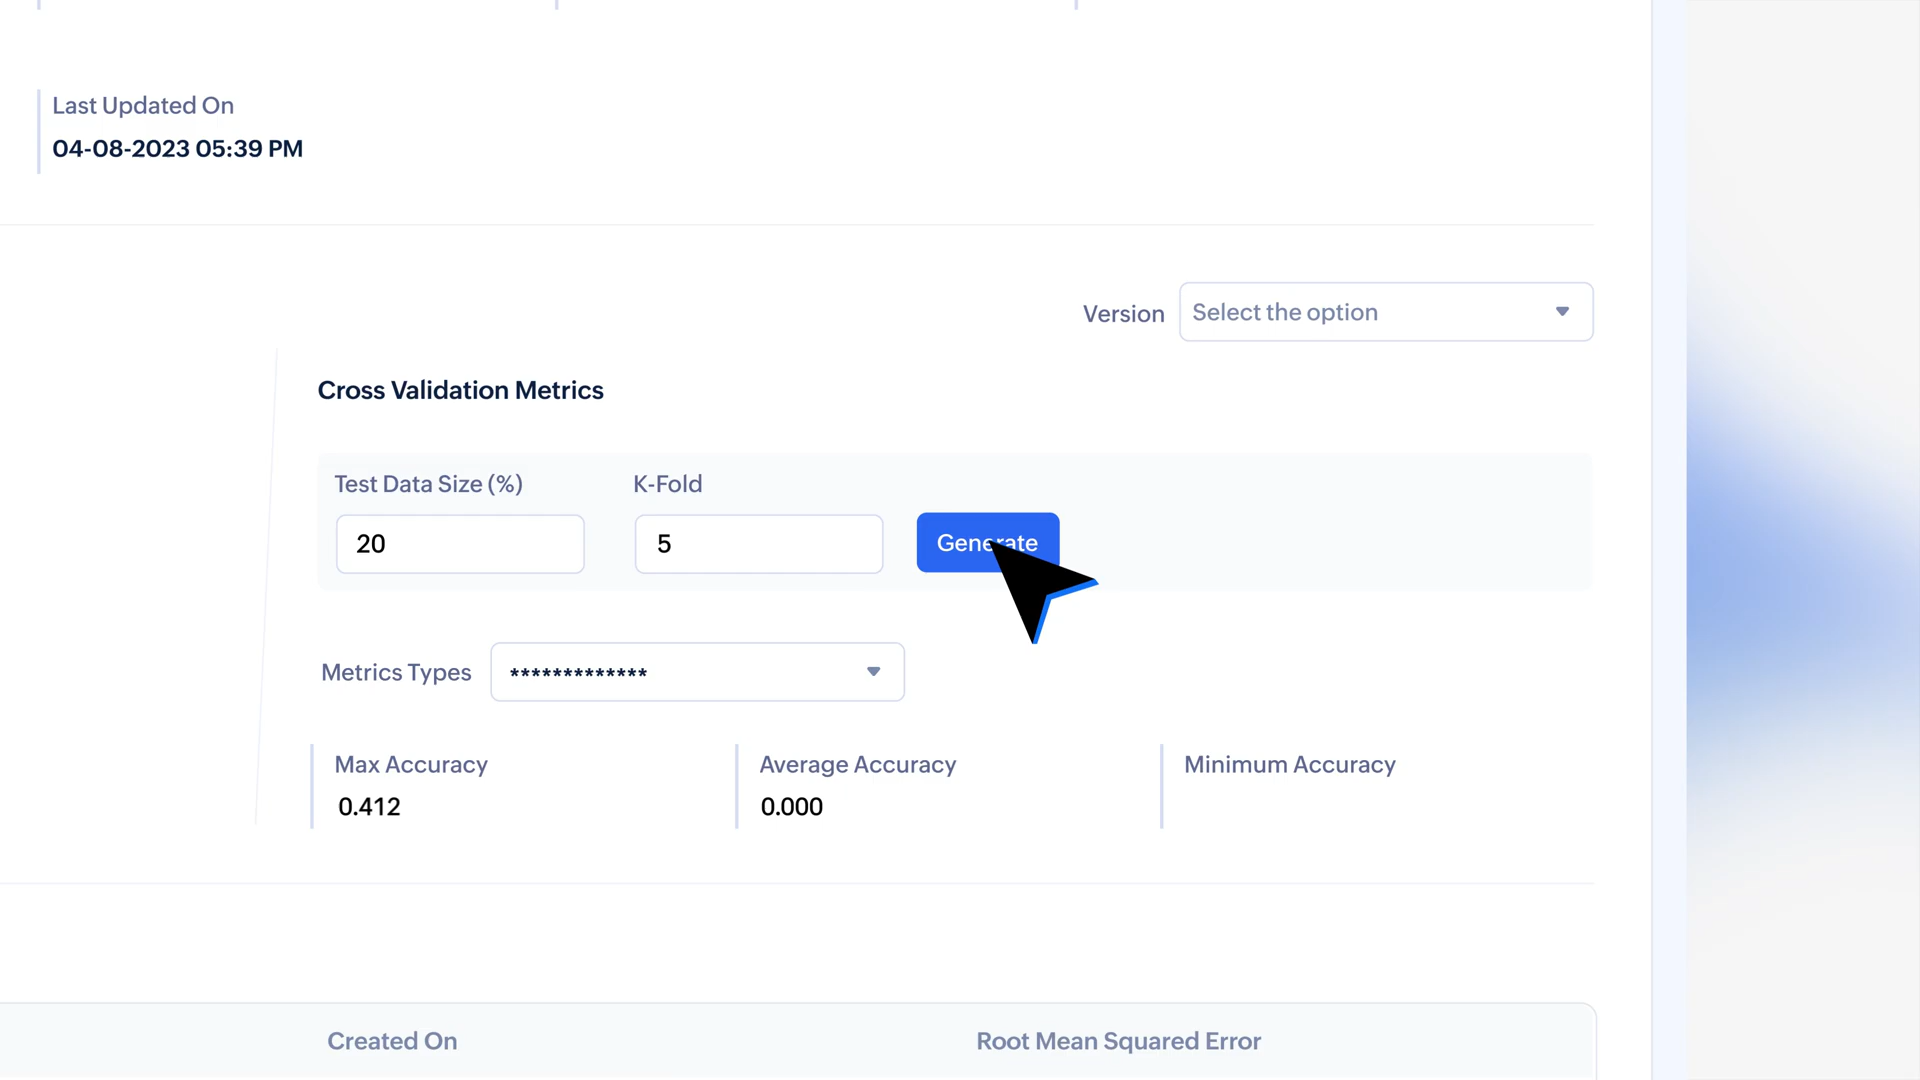 Last Updated On
04-08-2023 05:39 PM
Version Select the option
Cross Validation Metrics
Test Data Size (%) K-Fold
20 5 Generate
Metrics Types *************
Max Accuracy Average Accuracy Minimum Accuracy
0.412 0.000
Created On Root Mean Squared Error